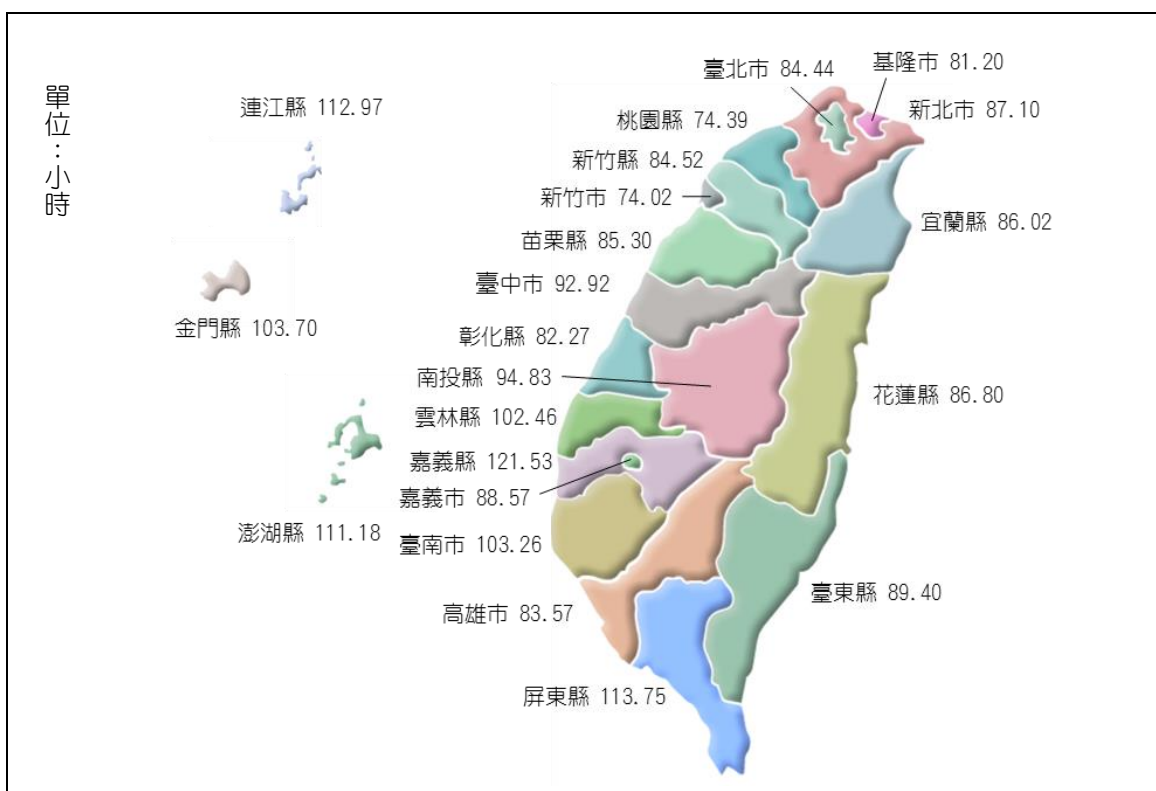 單位：小時
臺北市 84.44
基隆市 81.20
連江縣 112.97
桃園縣 74.39
新北市 87.10
新竹縣 84.52
新竹市 74.02
宜蘭縣 86.02
苗栗縣 85.30
臺中市 92.92
金門縣 103.70
彰化縣 82.27
南投縣 94.83
花蓮縣 86.80
雲林縣 102.46
嘉義縣 121.53
嘉義市 88.57
澎湖縣 111.18
臺南市 103.26
臺東縣 89.40
高雄市 83.57
屏東縣 113.75